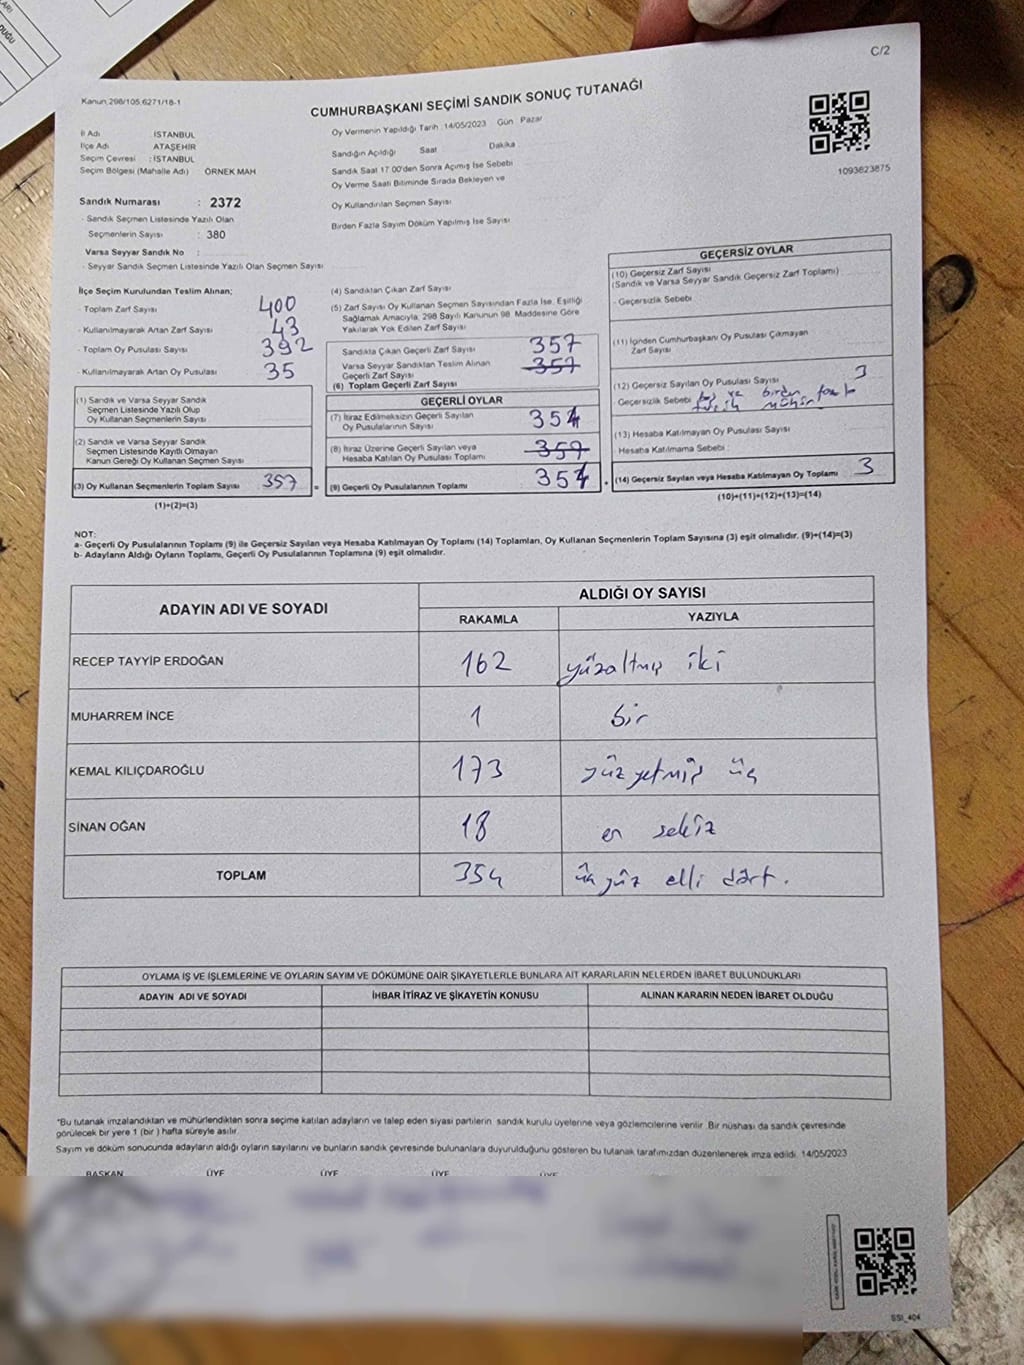 C/2
Kanun 298/105,6271/18-1
CUMHURBAŞKANI SEÇİMİ SANDIK SONUÇ TUTANAĞI
İl Adı İSTANBUL
İlçe Adı ATAŞEHİR
Seçim Çevresi : İSTANBUL
Seçim Bölgesi (Mahalle Adı) ÖRNEK MAH
Oy Vermenin Yapıldığı Tarih :14/05/2023 Gün Pazar
Sandığın Açıldığı Saat Dakika
Sandık Saat 17.00'den Sonra Açımış İse Sebebi
Oy Verme Saati Bitiminde Sırada Bekleyen ve
Oy Kullandırılan Seçmen Sayısı
Birden Fazla Sayım Döküm Yapılmış İse Sayısı
1093623875
Sandık Numarası : 2372
- Sandık Seçmen Listesinde Yazılı Olan
Seçmenlerin Sayısı : 380
Varsa Seyyar Sandık No :
- Seyyar Sandık Seçmen Listesinde Yazılı Olan Seçmen Sayısı
İlçe Seçim Kurulundan Teslim Alınan;
- Toplam Zarf Sayısı 400
- Kullanılmayarak Artan Zarf Sayısı 43
- Toplam Oy Pusulası Sayısı 392
- Kullanılmayarak Artan Oy Pusulası 35
(1) Sandık ve Varsa Seyyar Sandık
Seçmen Listesinde Yazılı Olup
Oy Kullanan Seçmenlerin Sayısı
(2) Sandık ve Varsa Seyyar Sandık
Seçmen Listesinde Kayıtlı Olmayan
Kanun Gereği Oy Kullanan Seçmen Sayısı
(3) Oy Kullanan Seçmenlerin Toplam Sayısı 357 =
(1)+(2)=(3)
(4) Sandıktan Çıkan Zarf Sayısı
(5) Zarf Sayısı Oy Kullanan Seçmen Sayısından Fazla İse, Eşitliği
Sağlamak Amacıyla, 298 Sayılı Kanunun 98. Maddesine Göre
Yakılarak Yok Edilen Zarf Sayısı
Sandıkta Çıkan Geçerli Zarf Sayısı 357
Varsa Seyyar Sandıktan Teslim Alınan 357
Geçerli Zarf Sayısı
(6) Toplam Geçerli Zarf Sayısı
GEÇERLİ OYLAR
(7) İtiraz Edilmeksizin Geçerli Sayılan 354
Oy Pusulalarının Sayısı
(8) İtiraz Üzerine Geçerli Sayılan veya 357
Hesaba Katılan Oy Pusulası Toplamı
(9) Geçerli Oy Pusulalarının Toplamı 354 +
GEÇERSİZ OYLAR
(10) Geçersiz Zarf Sayısı
(Sandık ve Varsa Seyyar Sandık Geçersiz Zarf Toplamı)
- Geçersizlik Sebebi
(11) İçinden Cumhurbaşkanı Oy Pusulası Çıkmayan
Zarf Sayısı
(12) Geçersiz Sayılan Oy Pusulası Sayısı 3
Geçersizlik Sebebi ve birden fazla mühür
(13) Hesaba Katılmayan Oy Pusulası Sayısı
Hesaba Katılmama Sebebi
(14) Geçersiz Sayılan veya Hesaba Katılmayan Oy Toplamı 3
(10)+(11)+(12)+(13)=(14)
NOT:
a- Geçerli Oy Pusulalarının Toplamı (9) ile Geçersiz Sayılan veya Hesaba Katılmayan Oy Toplamı (14) Toplamları, Oy Kullanan Seçmenlerin Toplam Sayısına (3) eşit olmalıdır. (9)+(14)=(3)
b- Adayların Aldığı Oyların Toplamı, Geçerli Oy Pusulalarının Toplamına (9) eşit olmalıdır.
ADAYIN ADI VE SOYADI ALDIĞI OY SAYISI
RAKAMLA YAZIYLA
RECEP TAYYİP ERDOĞAN 162 yüzaltmış iki
MUHARREM İNCE 1 bir
KEMAL KILIÇDAROĞLU 173 yüz yetmiş üç
SİNAN OĞAN 18 on sekiz
TOPLAM 354 üç yüz elli dört.
OYLAMA İŞ VE İŞLEMLERİNE VE OYLARIN SAYIM VE DÖKÜMÜNE DAİR ŞİKAYETLERLE BUNLARA AİT KARARLARIN NELERDEN İBARET BULUNDUKLARI
ADAYIN ADI VE SOYADI İHBAR İTİRAZ VE ŞİKAYETİN KONUSU ALINAN KARARIN NEDEN İBARET OLDUĞU
*Bu tutanak imzalandıktan ve mühürlendikten sonra seçime katılan adayların ve talep eden siyasi partilerin, sandık kurulu üyelerine veya gözlemcilerine verilir. Bir nüshası da sandık çevresinde
görülecek bir yere 1 (bir ) hafta süreyle asılır.
Sayım ve döküm sonucunda adayların aldığı oyların sayılarını ve bunların sandık çevresinde bulunanlara duyurulduğunu gösteren bu tutanak tarafımızdan düzenlenerek imza edildi. 14/05/2023
BAŞKAN ÜYE ÜYE ÜYE ÜYE
SSI_404